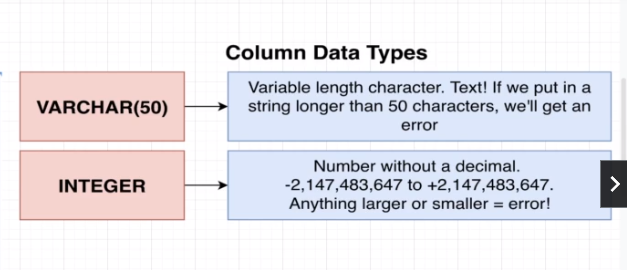 Column Data Types
VARCHAR(50)
Variable length character. Text! If we put in a
string longer than 50 characters, we'll get an
error
INTEGER
Number without a decimal.
-2,147,483,647 to +2,147,483,647.
Anything larger or smaller = error!